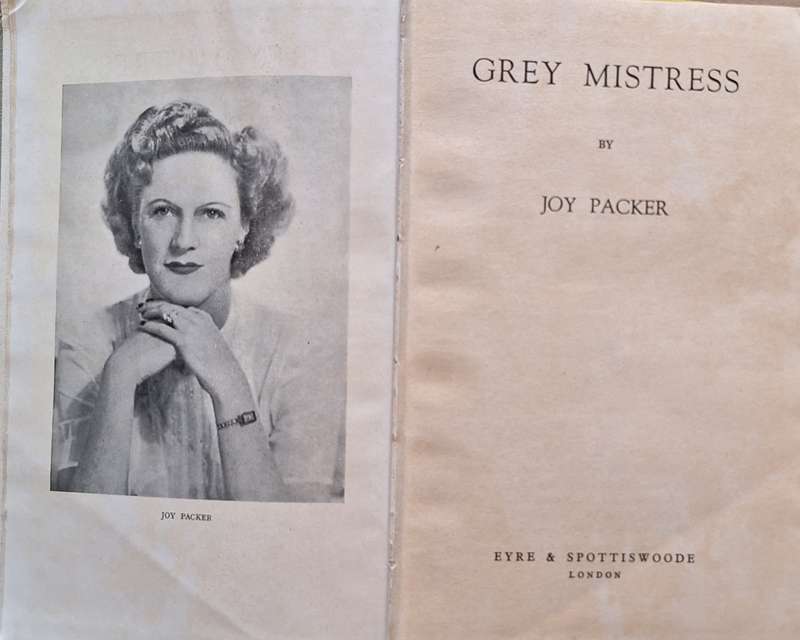 JOY PACKER
GREY MISTRESS
BY
JOY PACKER
EYRE & SPOTTISWOODE
LONDON